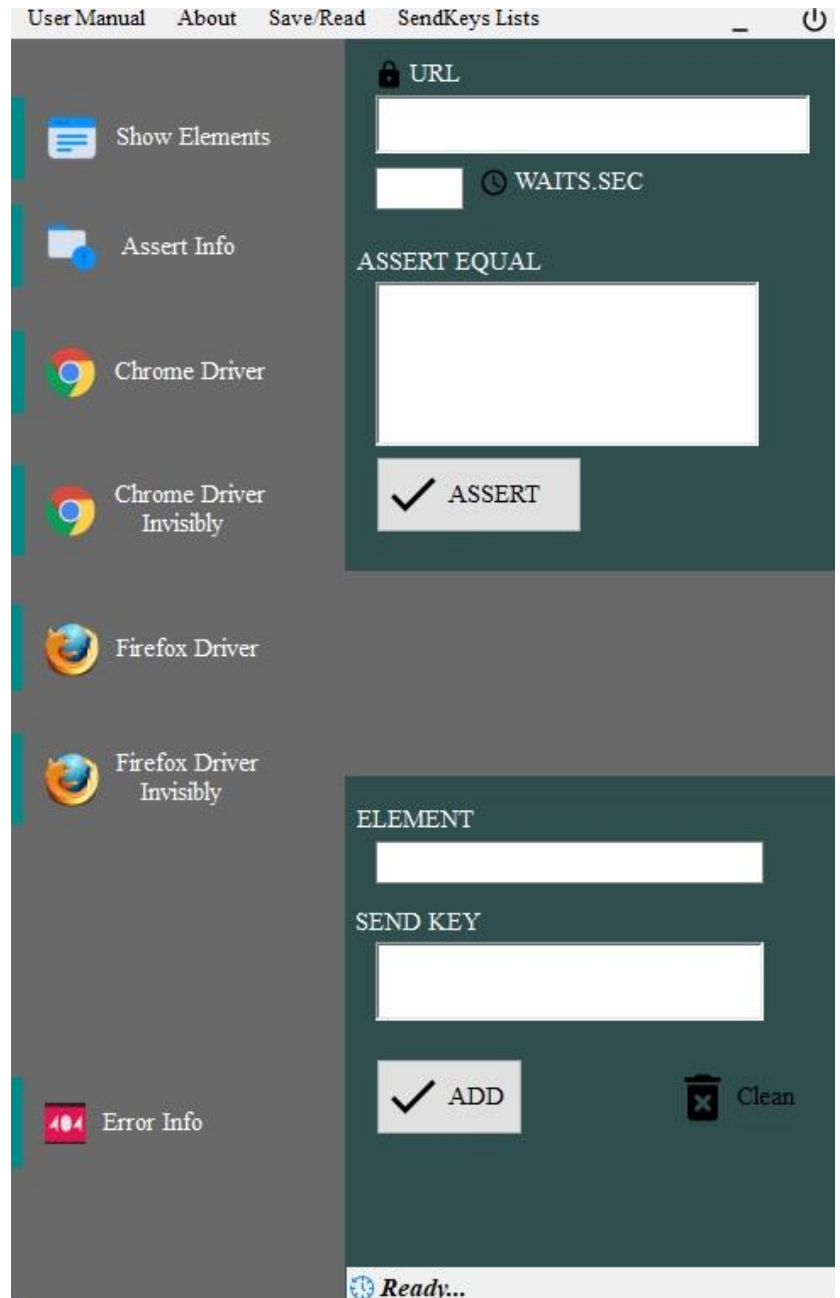 User Manual About Save/Read SendKeys Lists
Show Elements
Assert Info
Chrome Driver
Chrome Driver
Invisibly
Firefox Driver
Firefox Driver
Invisibly
404 Error Info
URL
WAITS.SEC
ASSERT EQUAL
ASSERT
ELEMENT
SEND KEY
ADD Clean
Ready...